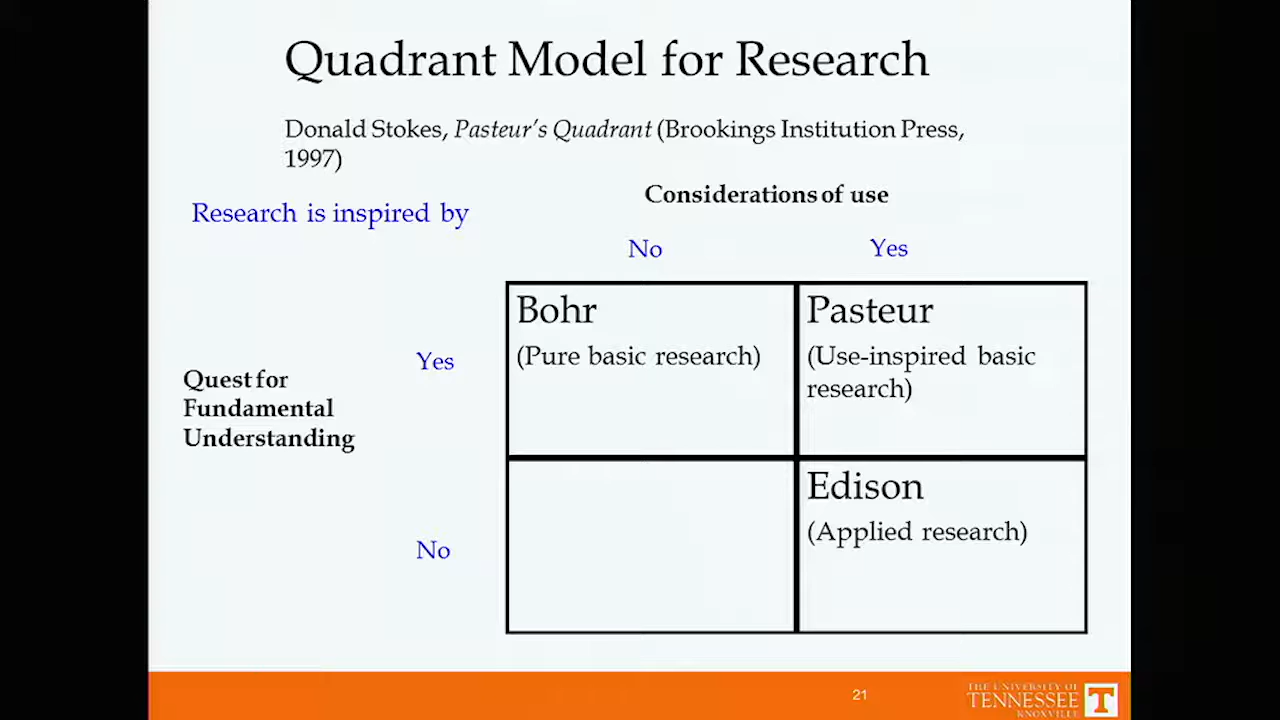 Quadrant Model for Research
Donald Stokes, Pasteur's Quadrant (Brookings Institution Press,
1997)
Considerations of use
Research is inspired by
No
Yes
Bohr
(Pure basic research)
Pasteur
(Use-inspired basic
research)
Yes
Quest for
Fundamental
Understanding
Edison
(Applied research)
No
21
THE UNIVERSITY OF
TENNESSEE
KNOXVILLE
T